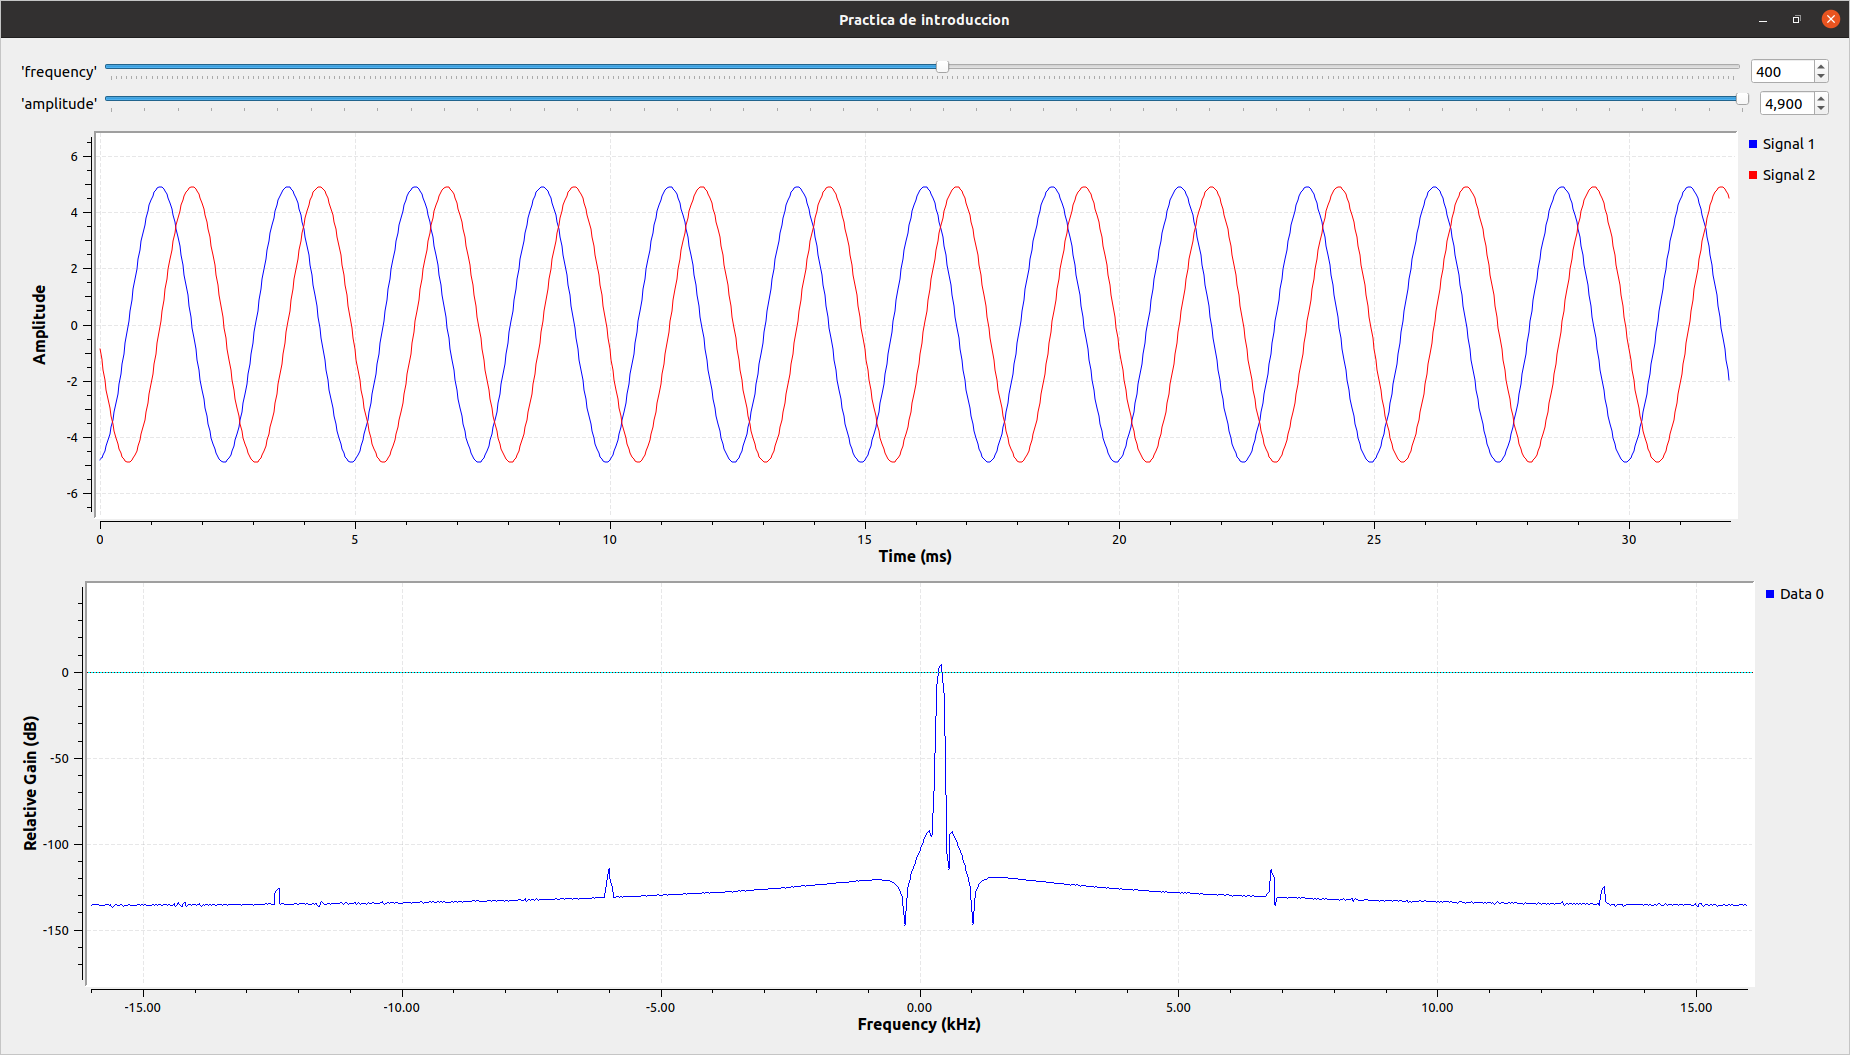 Practica de introduccion
'frequency'
400
'amplitude'
4,900
Signal 1
Signal 2
Amplitude
6
4
2
0
-2
-4
-6
0 5 10 15 20 25 30
Time (ms)
Data 0
Relative Gain (dB)
0
-50
-100
-150
-15.00 -10.00 -5.00 0.00 5.00 10.00 15.00
Frequency (kHz)